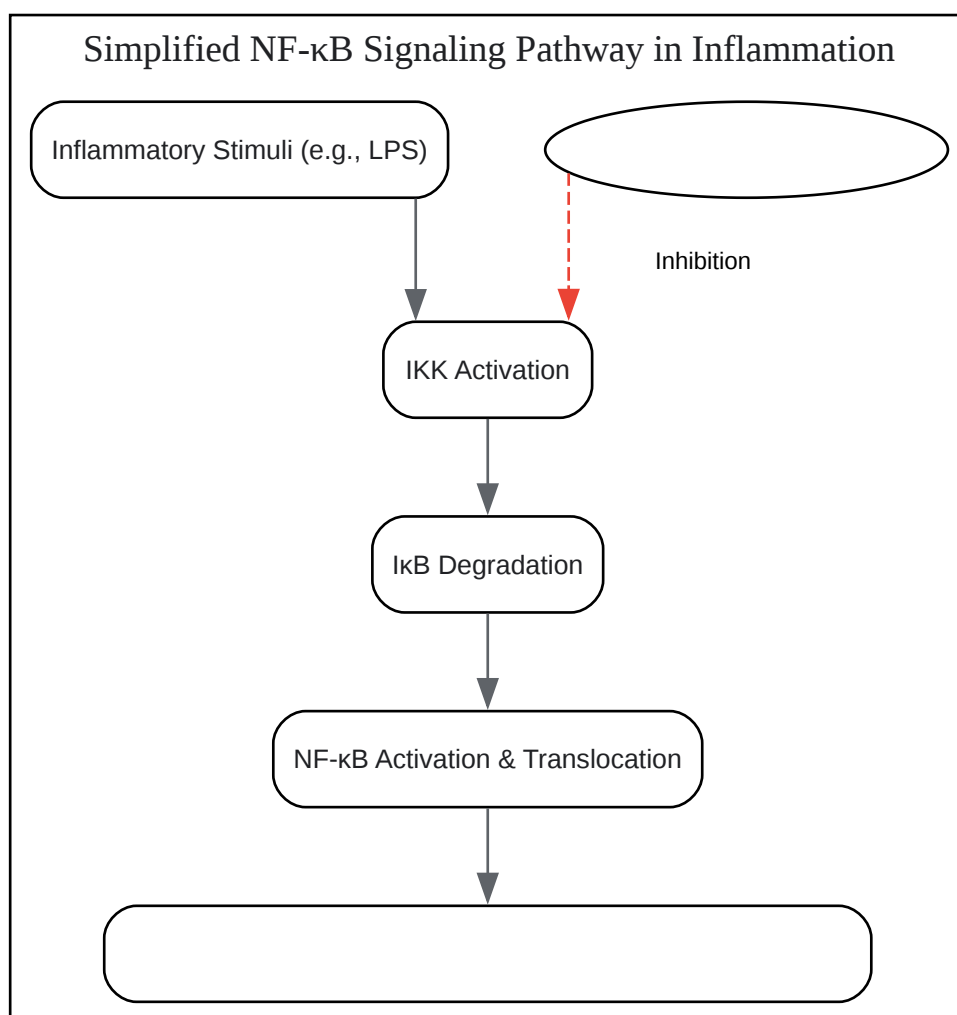 Simplified NF-κB Signaling Pathway in Inflammation
Inflammatory Stimuli (e.g., LPS)
Inhibition
IKK Activation
IκB Degradation
NF-κB Activation & Translocation